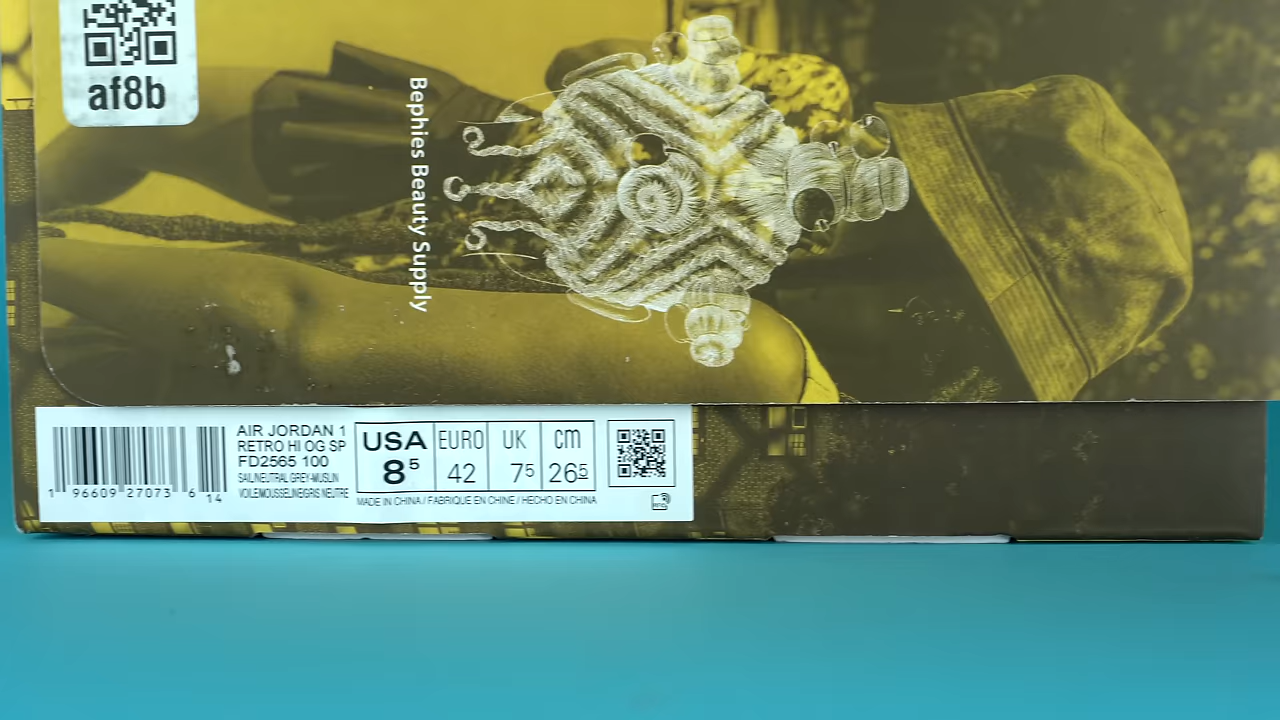 af8b
Bephies Beauty Supply
AIR JORDAN 1
RETRO HI OG SP
FD2565 100
SAIL/NEUTRAL GREY-MUSLIN
VOILE/MOUSSELINE/GRIS NEUTRE
1 96609 27073 6 14
USA EURO UK cm
8 5 42 7 5 26 5
MADE IN CHINA / FABRIQUE EN CHINE / HECHO EN CHINA